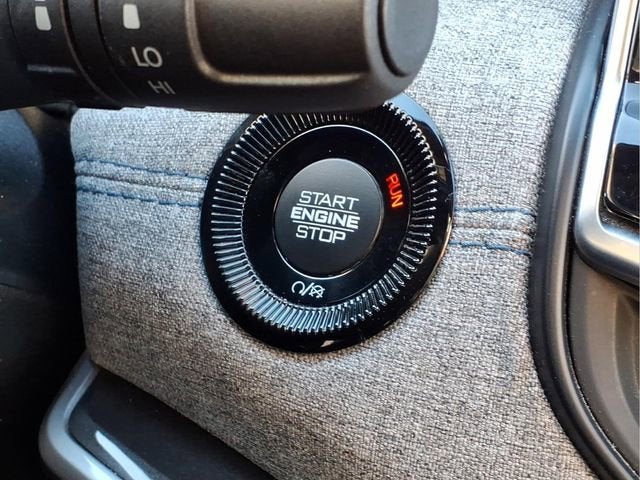 LO
HI
RUN
START
ENGINE
STOP